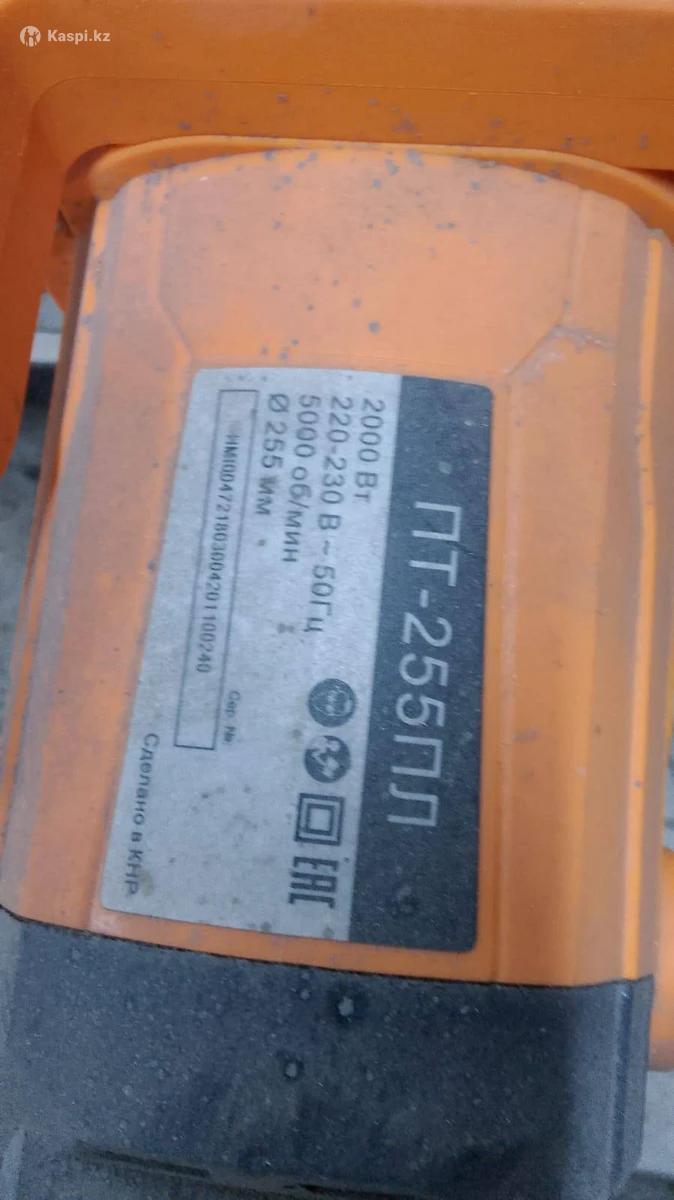 Kaspi.kz
ПТ-255ПЛ
2000 Вт
220-230 В ~ 50Гц
5000 об/мин
Ø 255 мм
EAC
Сер. №
HMI004721803004201100240
Сделано в КНР